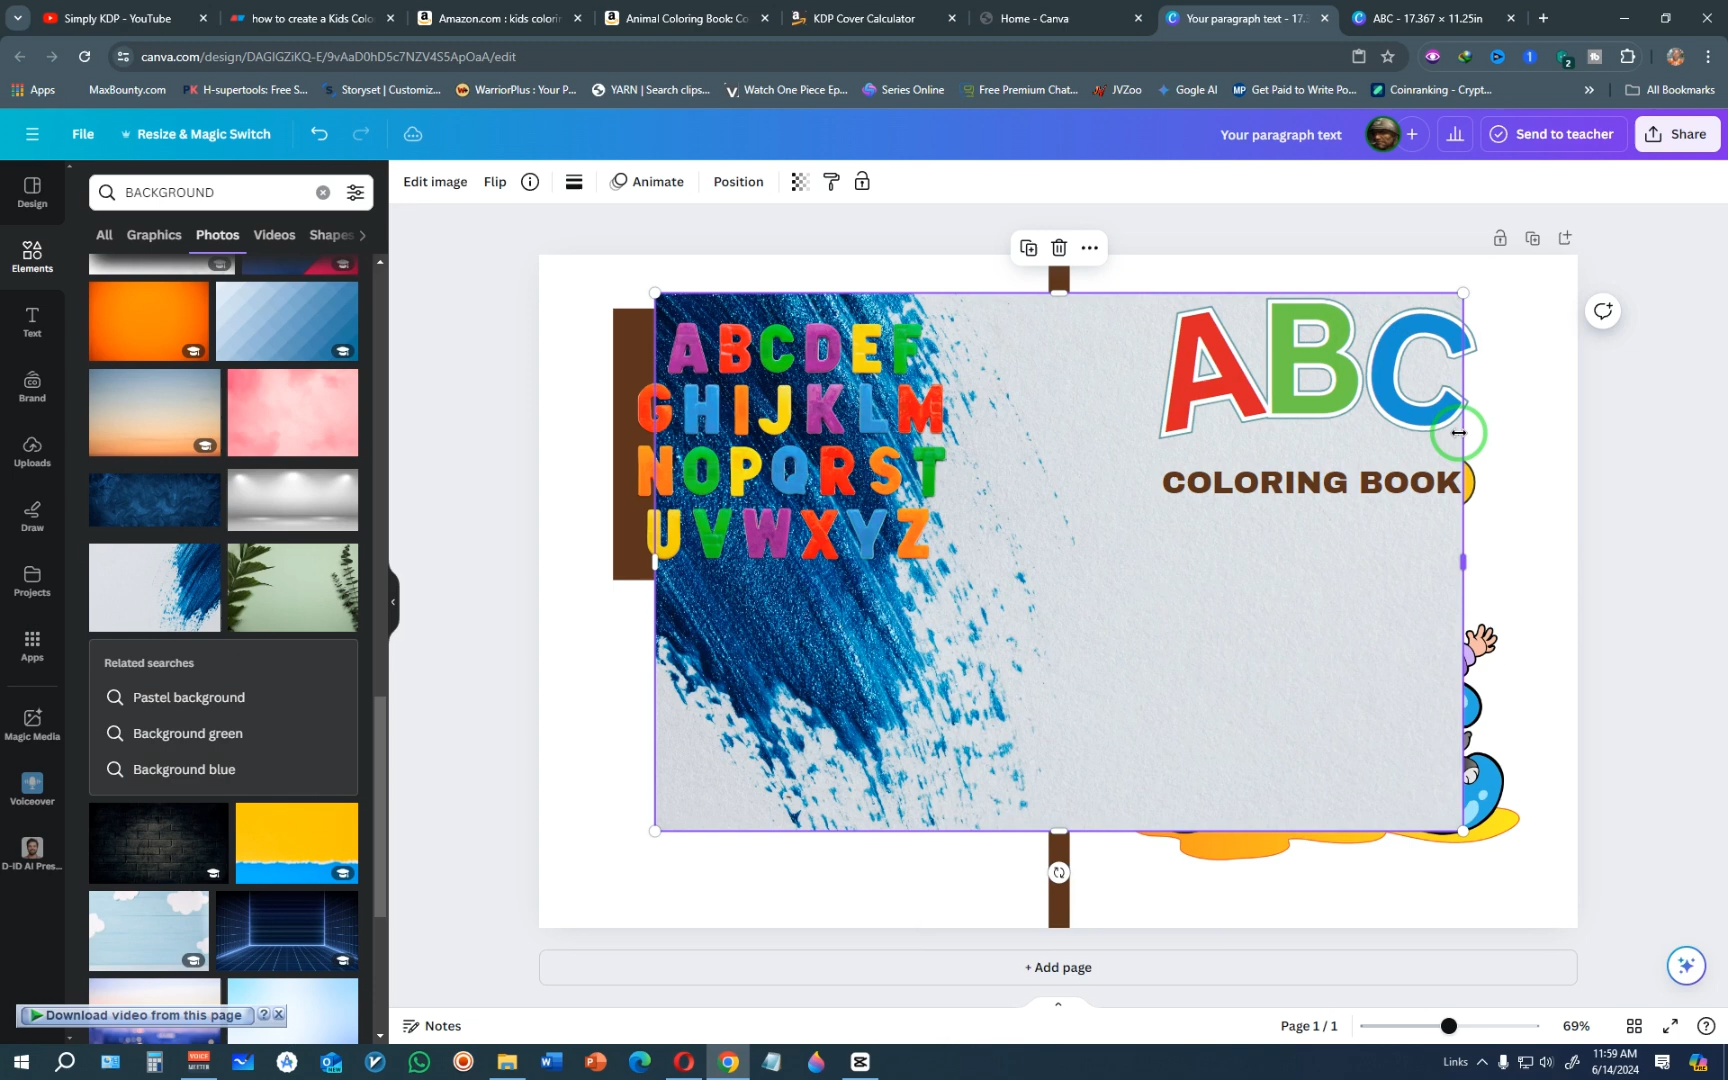 Simply KDP - YouTube
how to create a Kids Colo
Amazon.com : kids colorin
Animal Coloring Book: Co
KDP Cover Calculator
Home - Canva
Your paragraph text - 17.
ABC - 17.367 × 11.25in
canva.com/design/DAGIGZiKQ-E/9vAaD0hD5c7NZV4S5ApOaA/edit
Apps
MaxBounty.com
H-supertools: Free S...
Storyset | Customiz...
WarriorPlus : Your P...
YARN | Search clips...
Watch One Piece Ep...
Series Online
Free Premium Chat...
JVZoo
Gogle AI
Get Paid to Write Po...
Coinranking - Crypt...
All Bookmarks
File
Resize & Magic Switch
Your paragraph text
Send to teacher
Share
Design
Elements
Text
Brand
Uploads
Draw
Projects
Apps
Magic Media
Voiceover
D-ID AI Pres...
BACKGROUND
All
Graphics
Photos
Videos
Shapes
Related searches
Pastel background
Background green
Background blue
Download video from this page
Edit image
Flip
Animate
Position
ABCDEF
GHIJKLM
NOPQRST
UVWXYZ
ABC
COLORING BOOK
+ Add page
Notes
Page 1 / 1
69%
Links
11:59 AM
6/14/2024